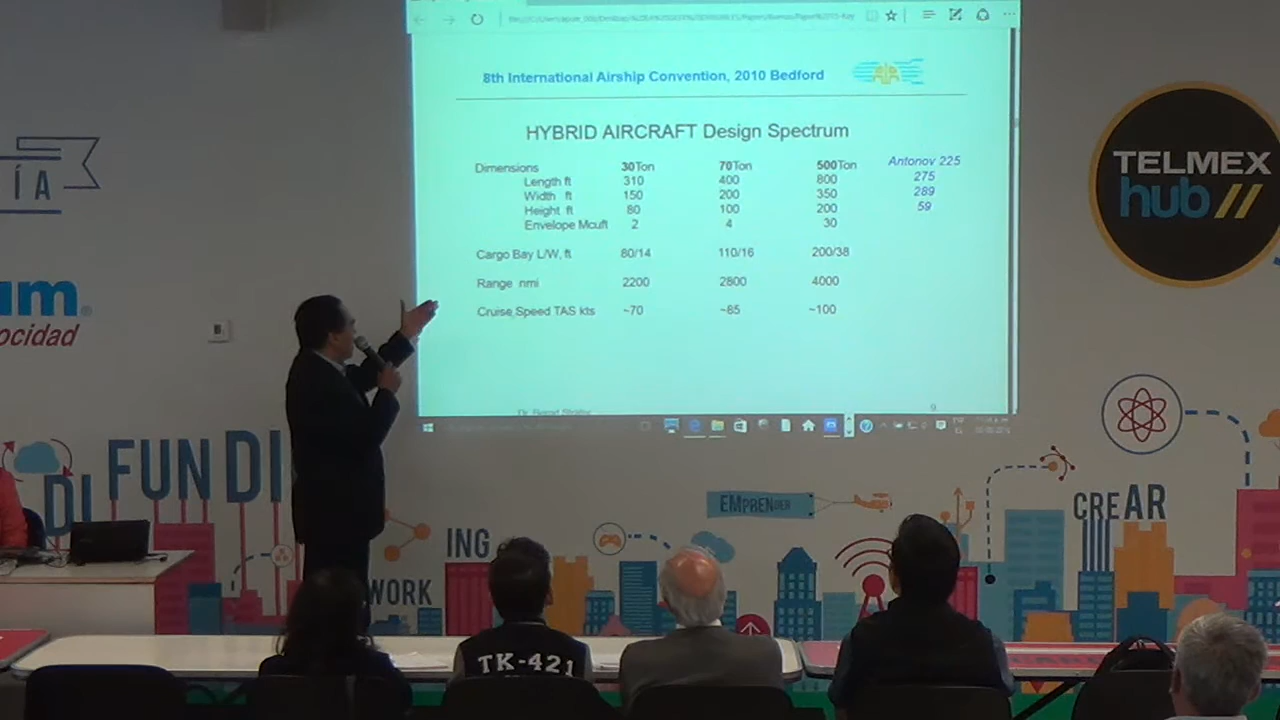 8th International Airship Convention, 2010 Bedford
HYBRID AIRCRAFT Design Spectrum
Dimensions 30Ton 70Ton 500Ton Antonov 225
Length ft 310 400 800 275
Width ft 150 200 350 289
Height ft 80 100 200 59
Envelope Mcuft 2 4 30
Cargo Bay L/W, ft 80/14 110/16 200/38
Range nmi 2200 2800 4000
Cruise Speed TAS kts ~70 ~85 ~100
9
TELMEX
hub //
ÍA
um®
ocidad
DI
FUNDI
EMPRENDER
CREAR
ING
WORK
TK-421